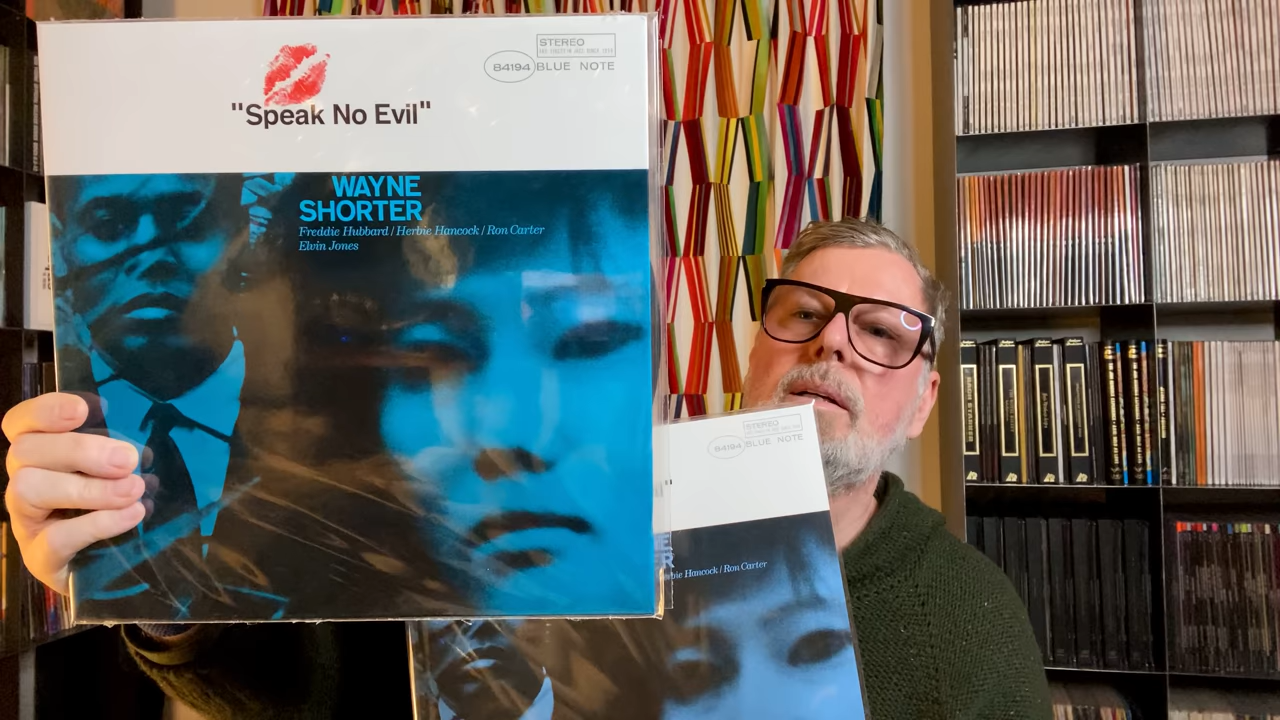 STEREO
84194 BLUE NOTE
"Speak No Evil"
WAYNE
SHORTER
Freddie Hubbard / Herbie Hancock / Ron Carter
Elvin Jones
STEREO
84194 BLUE NOTE
Hancock / Ron Carter